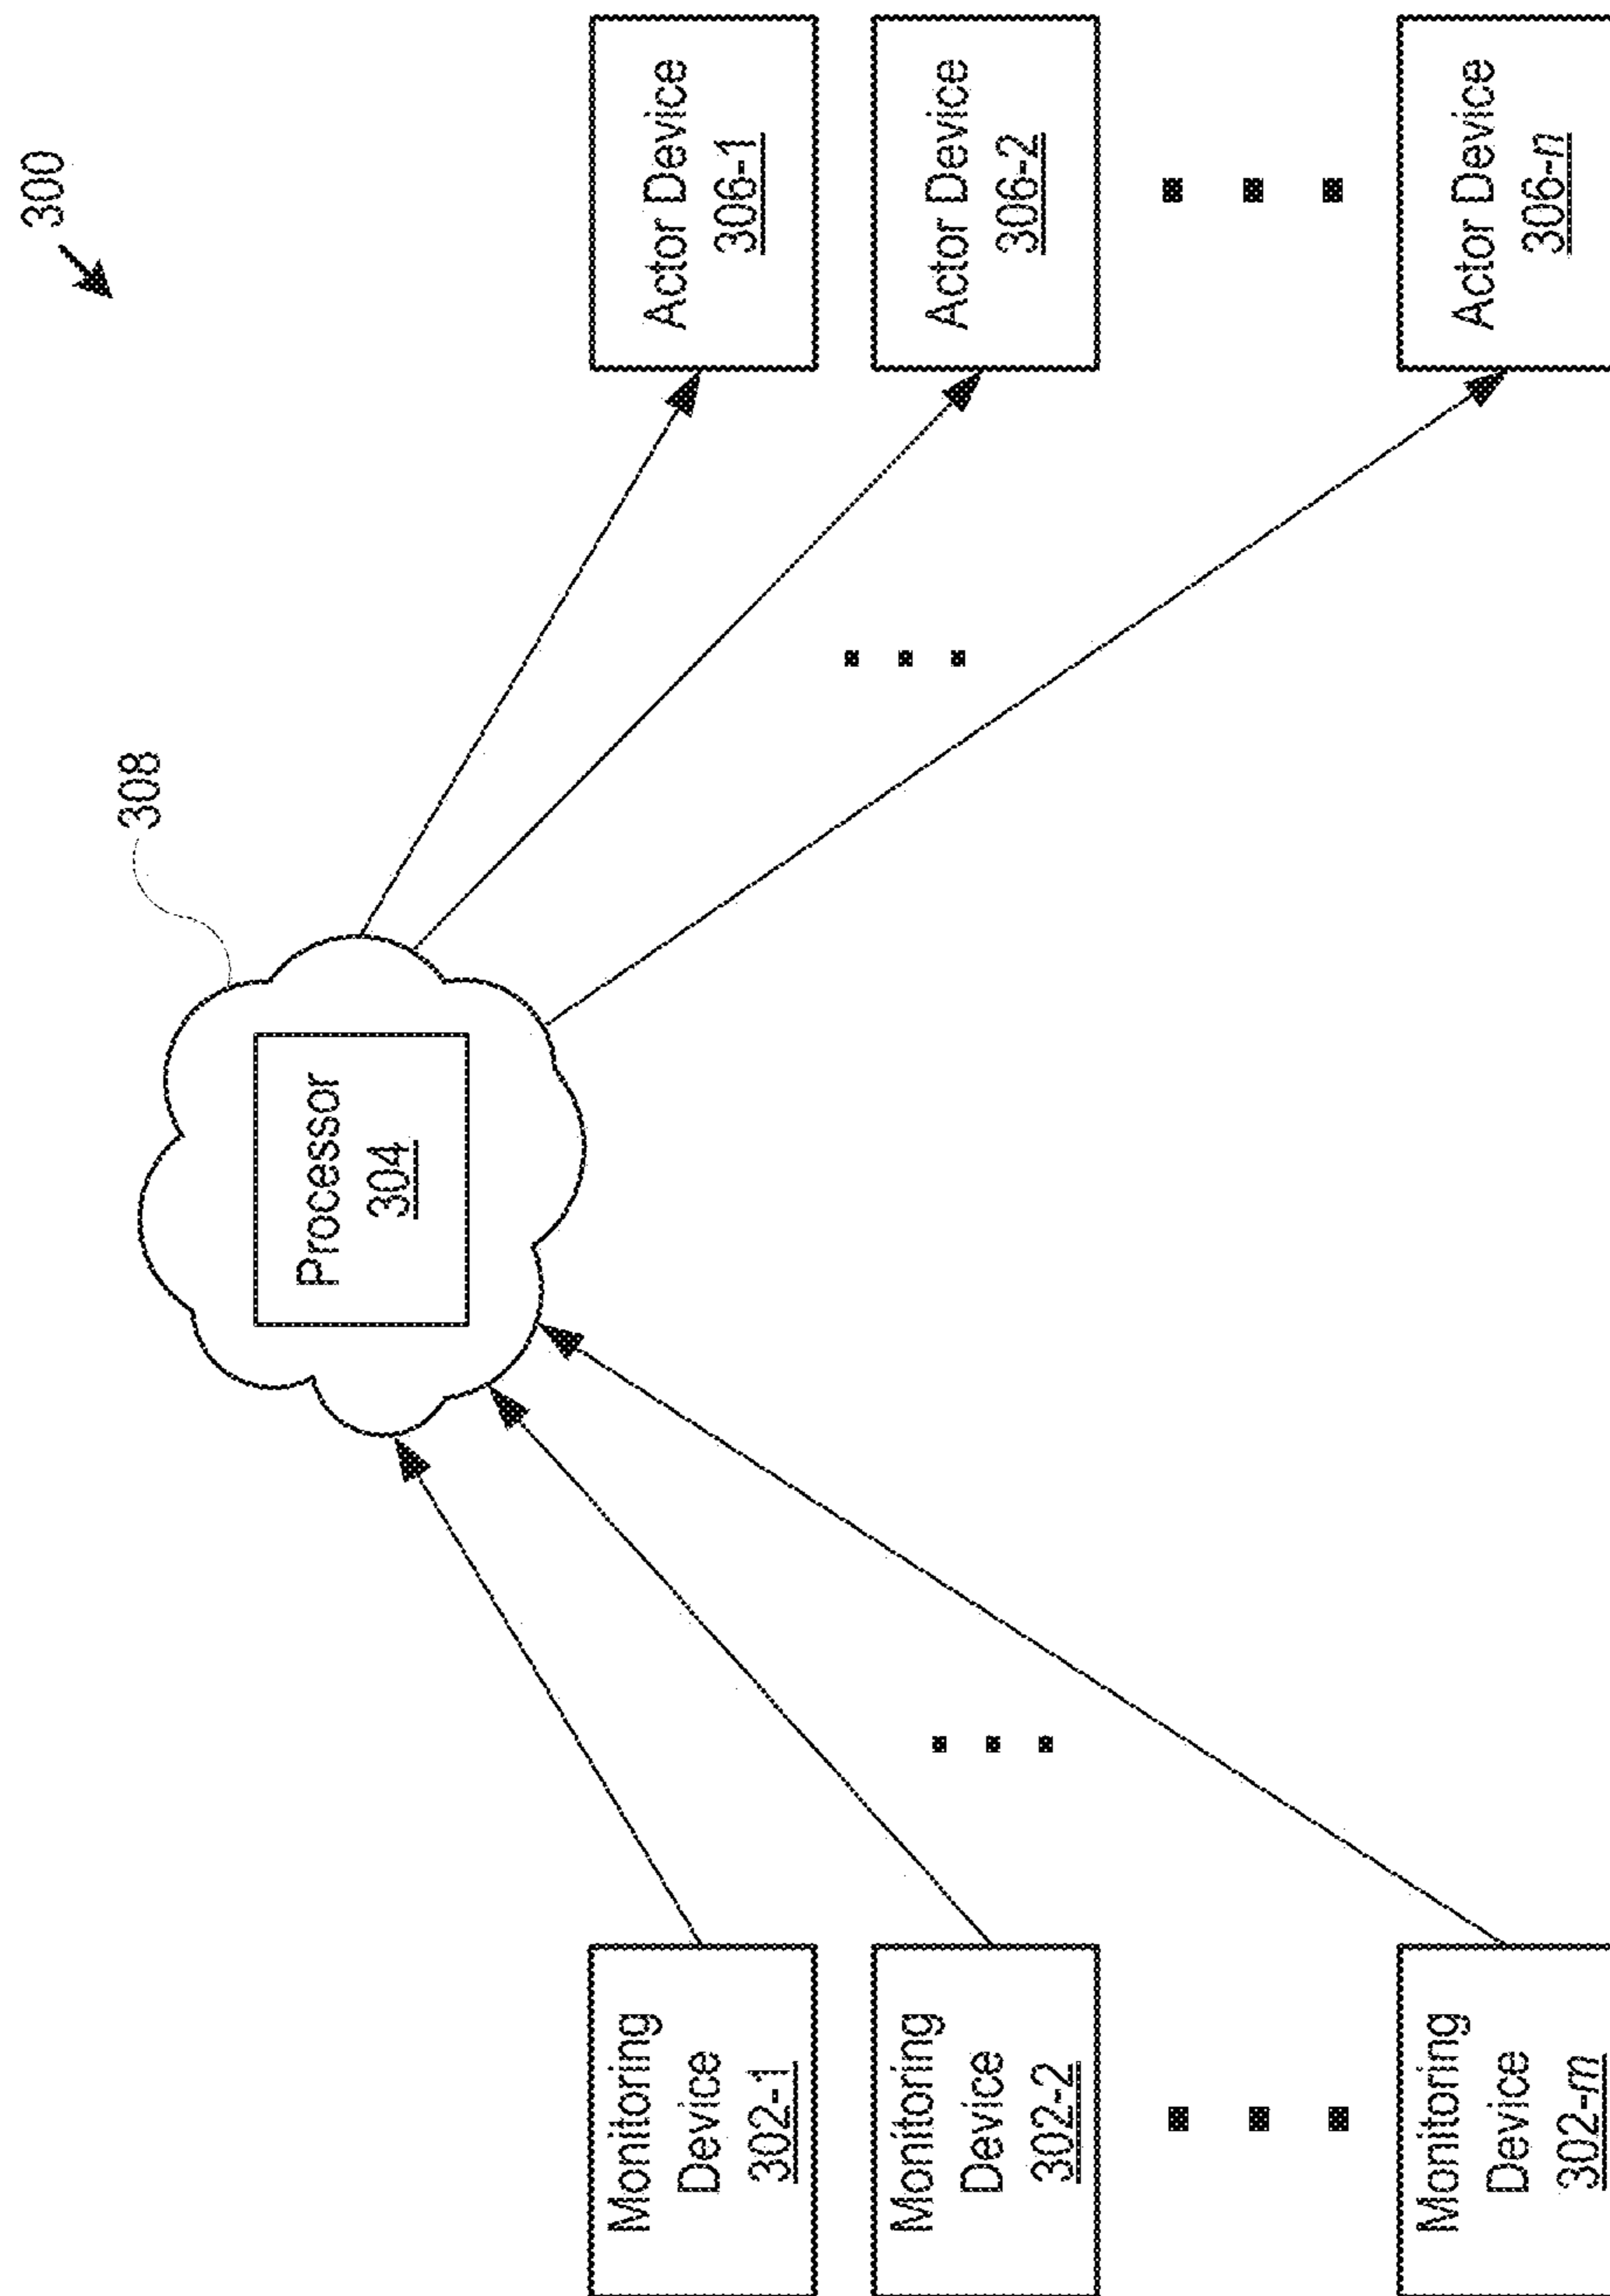 300
308
Processor
304
Monitoring
Device
302-1
Actor Device
306-1
Monitoring
Device
302-2
Actor Device
306-2
Monitoring
Device
302-m
Actor Device
306-n